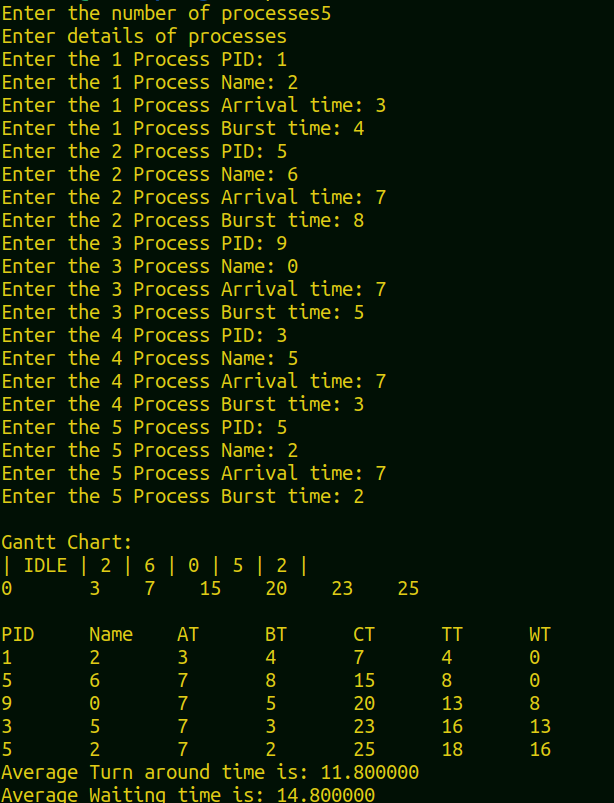 Enter the number of processes5
Enter details of processes
Enter the 1 Process PID: 1
Enter the 1 Process Name: 2
Enter the 1 Process Arrival time: 3
Enter the 1 Process Burst time: 4
Enter the 2 Process PID: 5
Enter the 2 Process Name: 6
Enter the 2 Process Arrival time: 7
Enter the 2 Process Burst time: 8
Enter the 3 Process PID: 9
Enter the 3 Process Name: 0
Enter the 3 Process Arrival time: 7
Enter the 3 Process Burst time: 5
Enter the 4 Process PID: 3
Enter the 4 Process Name: 5
Enter the 4 Process Arrival time: 7
Enter the 4 Process Burst time: 3
Enter the 5 Process PID: 5
Enter the 5 Process Name: 2
Enter the 5 Process Arrival time: 7
Enter the 5 Process Burst time: 2
Gantt Chart:
| IDLE | 2 | 6 | 0 | 5 | 2 |
0 3 7 15 20 23 25
PID Name AT BT CT TT WT
1 2 3 4 7 4 0
5 6 7 8 15 8 0
9 0 7 5 20 13 8
3 5 7 3 23 16 13
5 2 7 2 25 18 16
Average Turn around time is: 11.800000
Average Waiting time is: 14.800000